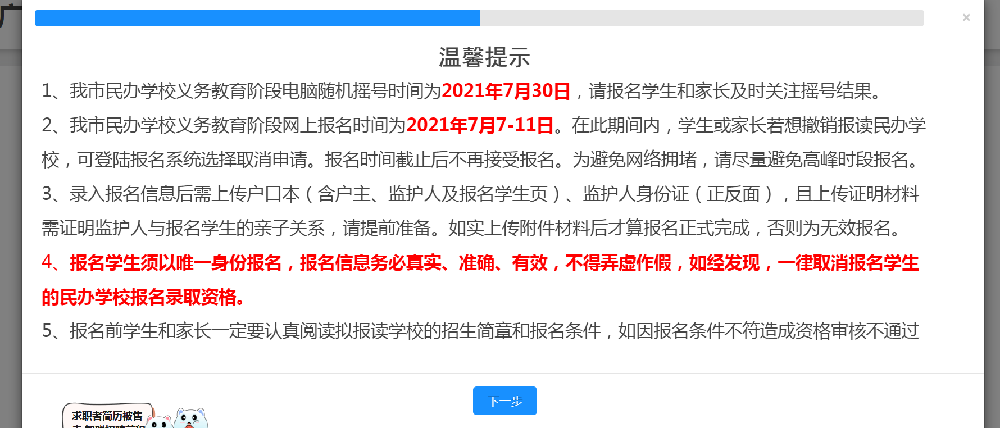 广
×
温馨提示
1、我市民办学校义务教育阶段电脑随机摇号时间为2021年7月30日，请报名学生和家长及时关注摇号结果。
2、我市民办学校义务教育阶段网上报名时间为2021年7月7-11日。在此期间内，学生或家长若想撤销报读民办学
校，可登陆报名系统选择取消申请。报名时间截止后不再接受报名。为避免网络拥堵，请尽量避免高峰时段报名。
3、录入报名信息后需上传户口本（含户主、监护人及报名学生页）、监护人身份证（正反面），且上传证明材料
需证明监护人与报名学生的亲子关系，请提前准备。如实上传附件材料后才算报名正式完成，否则为无效报名。
4、报名学生须以唯一身份报名，报名信息务必真实、准确、有效，不得弄虚作假，如经发现，一律取消报名学生
的民办学校报名录取资格。
5、报名前学生和家长一定要认真阅读拟报读学校的招生简章和报名条件，如因报名条件不符造成资格审核不通过
下一步
求职者简历被售